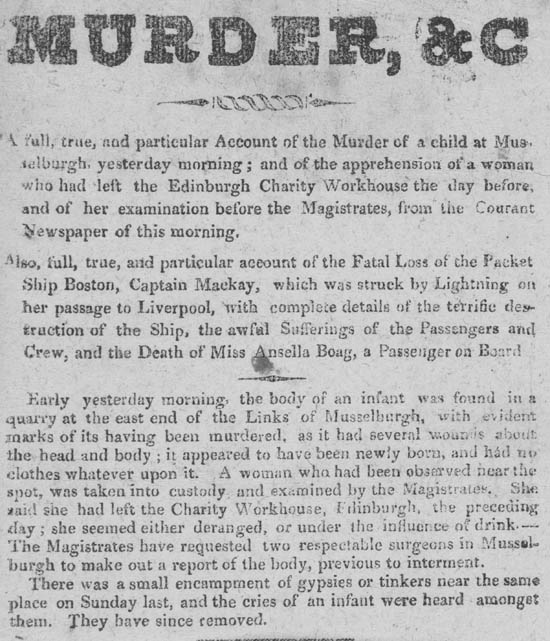 MURDER, &C
A full, true, and particular Account of the Murder of a child at Mus-
selburgh, yesterday morning; and of the apprehension of a woman
who had left the Edinburgh Charity Workhouse the day before,
and of her examination before the Magistrates, from the Courant
Newspaper of this morning.
Also, full, true, and particular account of the Fatal Loss of the Packet
Ship Boston, Captain Mackay, which was struck by Lightning on
her passage to Liverpool, with complete details of the terrific des-
truction of the Ship, the awful Sufferings of the Passengers and
Crew, and the Death of Miss Ansella Boag, a Passenger on Board
Early yesterday morning, the body of an infant was found in a
quarry at the east end of the Links of Musselburgh, with evident
marks of its having been murdered, as it had several wounds about
the head and body; it appeared to have been newly born, and had no
clothes whatever upon it. A woman who had been observed near the
spot, was taken into custody and examined by the Magistrates. She
said she had left the Charity Workhouse, Edinburgh, the preceding
day; she seemed either deranged, or under the influence of drink.—
The Magistrates have requested two respectable surgeons in Mussel-
burgh to make out a report of the body, previous to interment.
There was a small encampment of gypsies or tinkers near the same
place on Sunday last, and the cries of an infant were heard amongst
them. They have since removed.